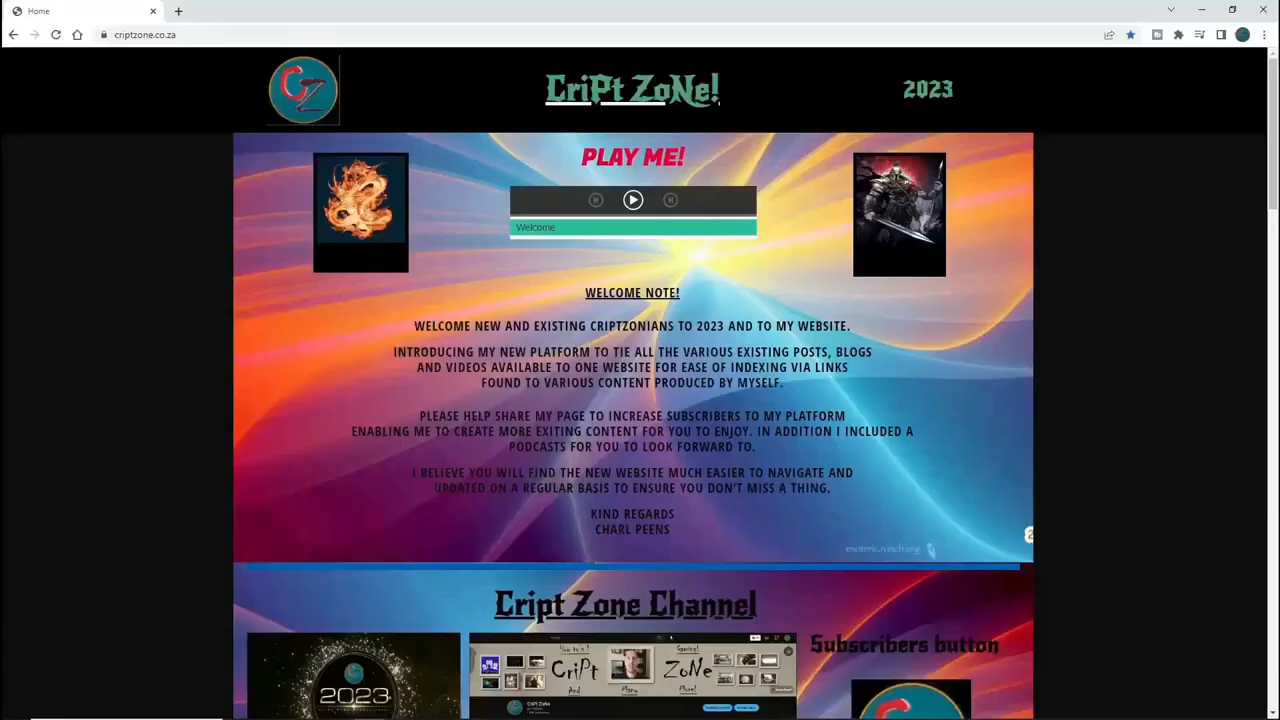 Home
criptzone.co.za
CZ
CriPt ZoNe!
2023
PLAY ME!
Welcome
WELCOME NOTE!
WELCOME NEW AND EXISTING CRIPTZONIANS TO 2023 AND TO MY WEBSITE.
INTRODUCING MY NEW PLATFORM TO TIE ALL THE VARIOUS EXISTING POSTS, BLOGS
AND VIDEOS AVAILABLE TO ONE WEBSITE FOR EASE OF INDEXING VIA LINKS
FOUND TO VARIOUS CONTENT PRODUCED BY MYSELF.
PLEASE HELP SHARE MY PAGE TO INCREASE SUBSCRIBERS TO MY PLATFORM
ENABLING ME TO CREATE MORE EXITING CONTENT FOR YOU TO ENJOY. IN ADDITION I INCLUDED A
PODCASTS FOR YOU TO LOOK FORWARD TO.
I BELIEVE YOU WILL FIND THE NEW WEBSITE MUCH EASIER TO NAVIGATE AND
UPDATED ON A REGULAR BASIS TO ENSURE YOU DON'T MISS A THING.
KIND REGARDS
CHARL PEENS
Cript Zone Channel
Subscribers button
2023
CriPt ZoNe
And More!